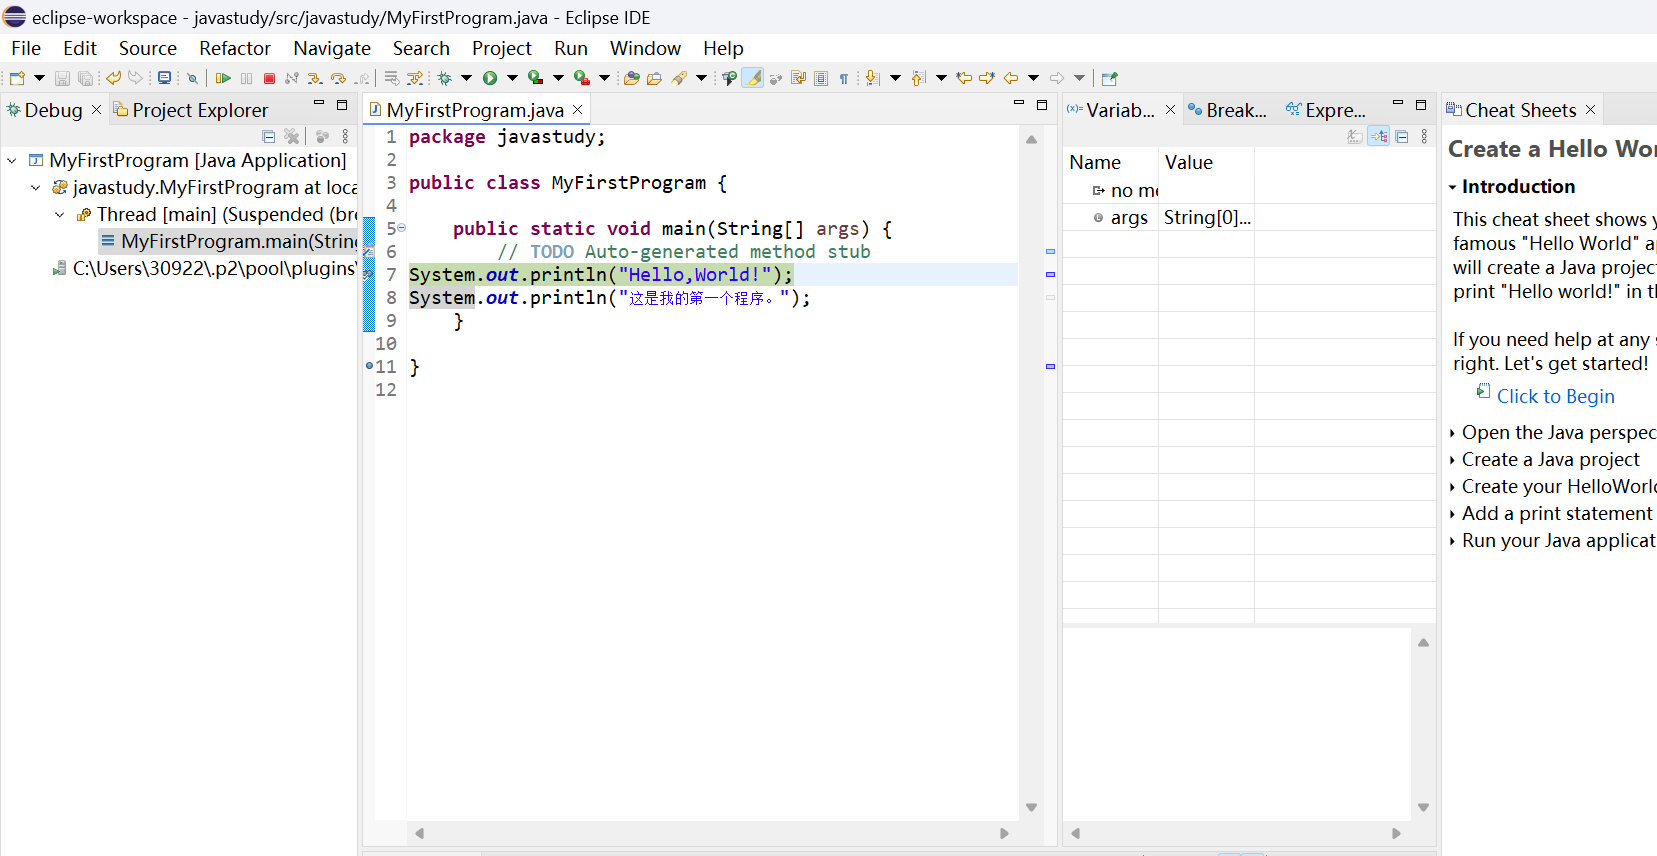 eclipse-workspace - javastudy/src/javastudy/MyFirstProgram.java - Eclipse IDE
File Edit Source Refactor Navigate Search Project Run Window Help
Debug Project Explorer
MyFirstProgram [Java Application]
javastudy.MyFirstProgram at loca
Thread [main] (Suspended (bre
MyFirstProgram.main(String
C:\Users\30922\.p2\pool\plugins\
MyFirstProgram.java
1 package javastudy;
2
3 public class MyFirstProgram {
4
5 public static void main(String[] args) {
6 // TODO Auto-generated method stub
7 System.out.println("Hello,World!");
8 System.out.println("这是我的第一个程序。");
9 }
10
11 }
12
(x)= Variab... Break... Expre...
Name Value
no me
args String[0]...
Cheat Sheets
Create a Hello Wor
Introduction
This cheat sheet shows y
famous "Hello World" ap
will create a Java project
print "Hello world!" in th
If you need help at any s
right. Let's get started!
Click to Begin
Open the Java perspec
Create a Java project
Create your HelloWorld
Add a print statement
Run your Java applicat